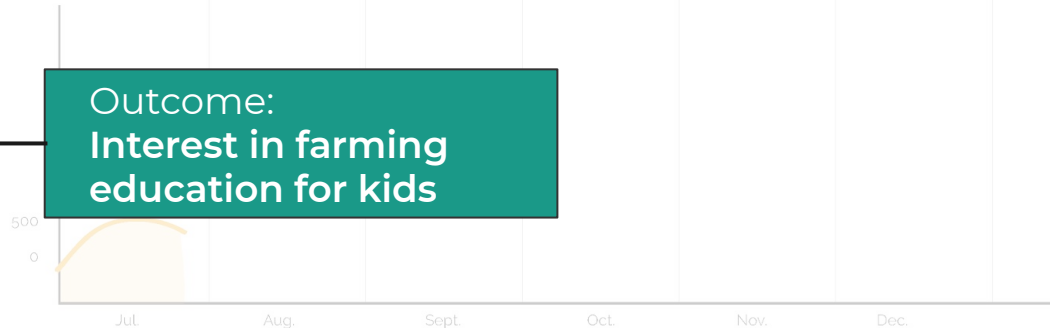 Outcome:
Interest in farming
education for kids
500
0
Jul. Aug. Sept. Oct. Nov. Dec.